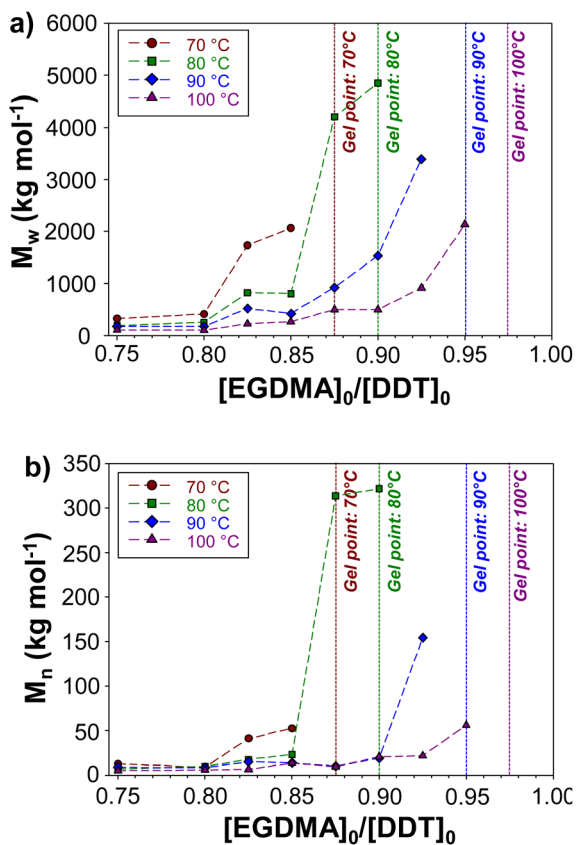 a)
6000
5000
4000
3000
2000
1000
0
M_w (kg mol⁻¹)
70 °C
80 °C
90 °C
100 °C
Gel point: 70°C
Gel point: 80°C
Gel point: 90°C
Gel point: 100°C
0.75 0.80 0.85 0.90 0.95 1.00
[EGDMA]₀/[DDT]₀
b)
350
300
250
200
150
100
50
0
M_n (kg mol⁻¹)
70 °C
80 °C
90 °C
100 °C
Gel point: 70°C
Gel point: 80°C
Gel point: 90°C
Gel point: 100°C
0.75 0.80 0.85 0.90 0.95 1.00
[EGDMA]₀/[DDT]₀